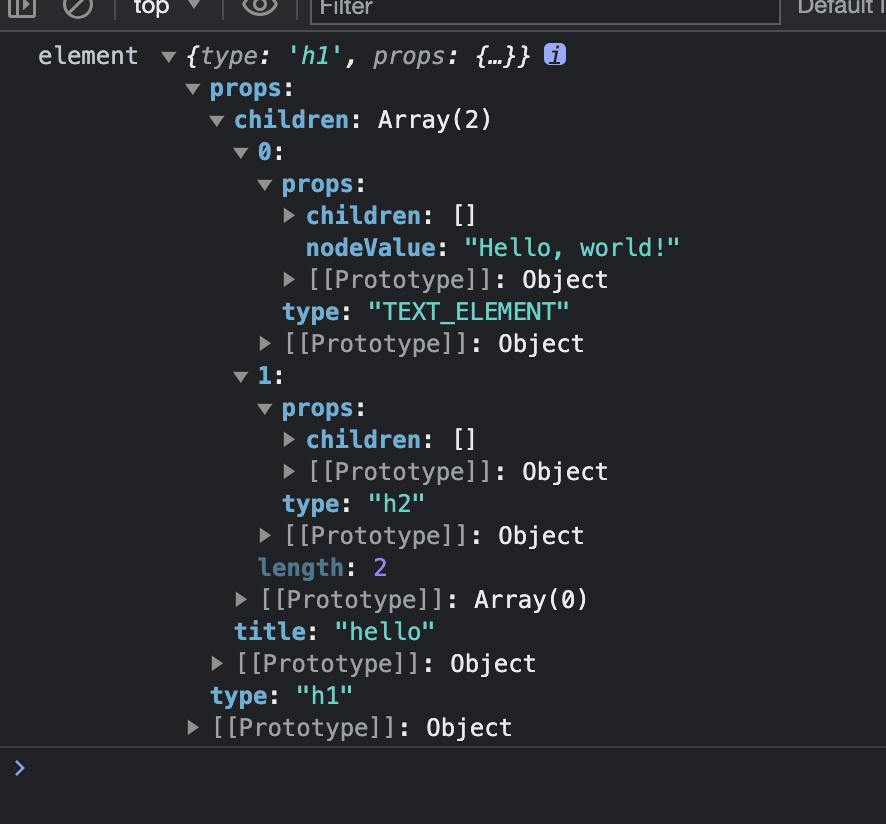 top Filter Default
element {type: 'h1', props: {…}} i
props:
children: Array(2)
0:
props:
children: []
nodeValue: "Hello, world!"
[[Prototype]]: Object
type: "TEXT_ELEMENT"
[[Prototype]]: Object
1:
props:
children: []
[[Prototype]]: Object
type: "h2"
[[Prototype]]: Object
length: 2
[[Prototype]]: Array(0)
title: "hello"
[[Prototype]]: Object
type: "h1"
[[Prototype]]: Object